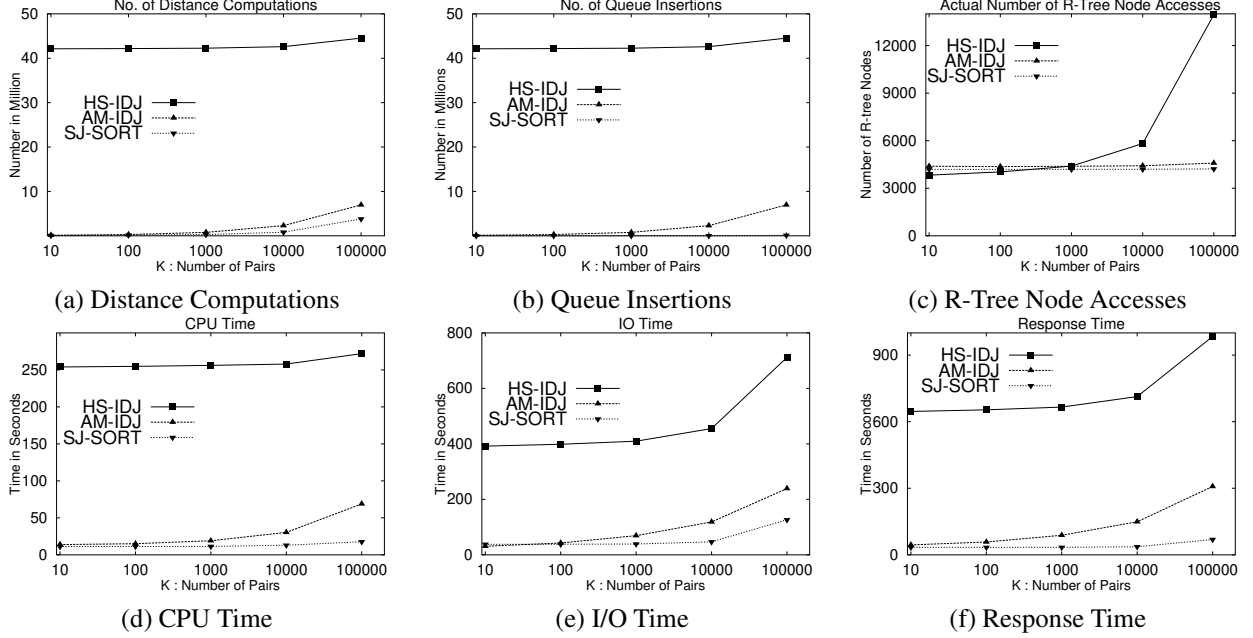 No. of Distance Computations
50
40
30
20
10
Number in Million
HS-IDJ
AM-IDJ
SJ-SORT
10 100 1000 10000 100000
K : Number of Pairs
(a) Distance Computations
No. of Queue Insertions
50
40
30
20
10
Number in Millions
HS-IDJ
AM-IDJ
SJ-SORT
10 100 1000 10000 100000
K : Number of Pairs
(b) Queue Insertions
Actual Number of R-Tree Node Accesses
12000
9000
6000
3000
0
Number of R-tree Nodes
HS-IDJ
AM-IDJ
SJ-SORT
10 100 1000 10000 100000
K : Number of Pairs
(c) R-Tree Node Accesses
CPU Time
250
200
150
100
50
0
Time in Seconds
HS-IDJ
AM-IDJ
SJ-SORT
10 100 1000 10000 100000
K : Number of Pairs
(d) CPU Time
IO Time
800
600
400
200
0
Time in Seconds
HS-IDJ
AM-IDJ
SJ-SORT
10 100 1000 10000 100000
K : Number of Pairs
(e) I/O Time
Response Time
900
600
300
0
Time in Seconds
HS-IDJ
AM-IDJ
SJ-SORT
10 100 1000 10000 100000
K : Number of Pairs
(f) Response Time